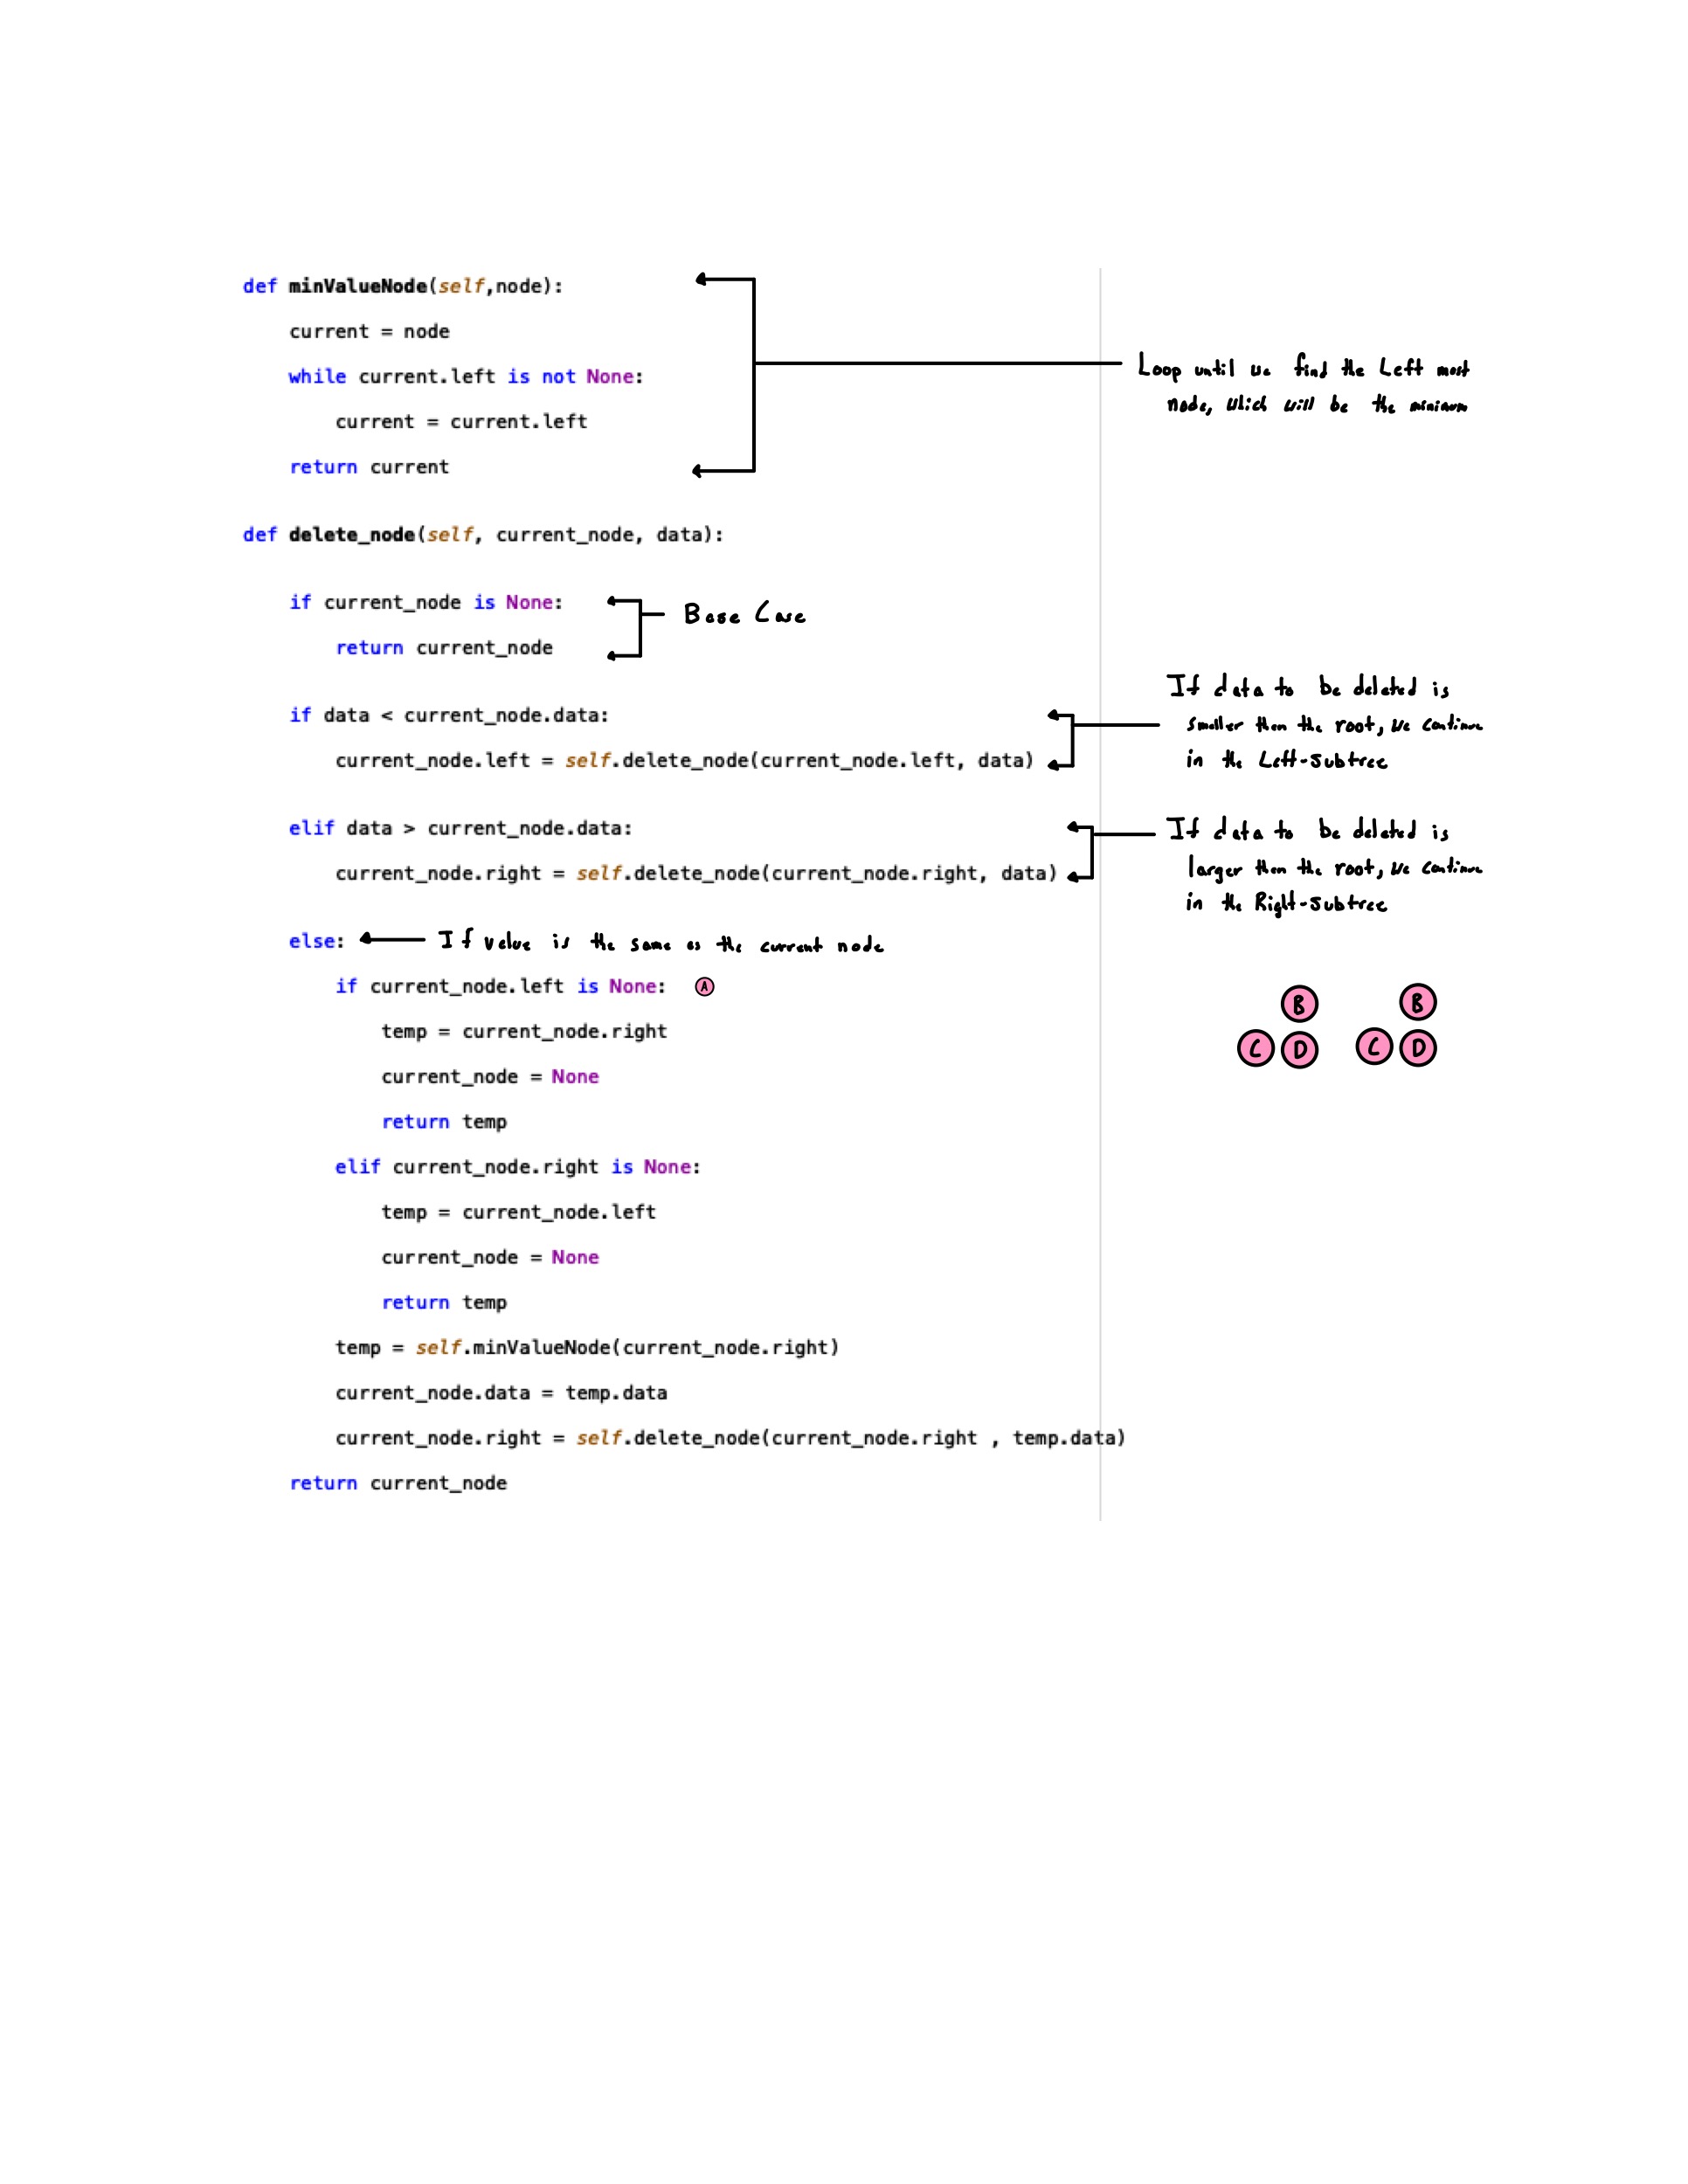 def minValueNode(self,node):
current = node
while current.left is not None:
current = current.left
return current
Loop until we find the Left most
node, which will be the minimum
def delete_node(self, current_node, data):
if current_node is None:
return current_node
Base Case
if data < current_node.data:
current_node.left = self.delete_node(current_node.left, data)
If data to be deleted is
smaller then the root, we continue
in the Left-subtree
elif data > current_node.data:
current_node.right = self.delete_node(current_node.right, data)
If data to be deleted is
larger then the root, we continue
in the Right-subtree
else:
If value is the same as the current node
if current_node.left is None:
A
temp = current_node.right
current_node = None
return temp
elif current_node.right is None:
temp = current_node.left
current_node = None
return temp
temp = self.minValueNode(current_node.right)
current_node.data = temp.data
current_node.right = self.delete_node(current_node.right , temp.data)
return current_node
B B
C D C D